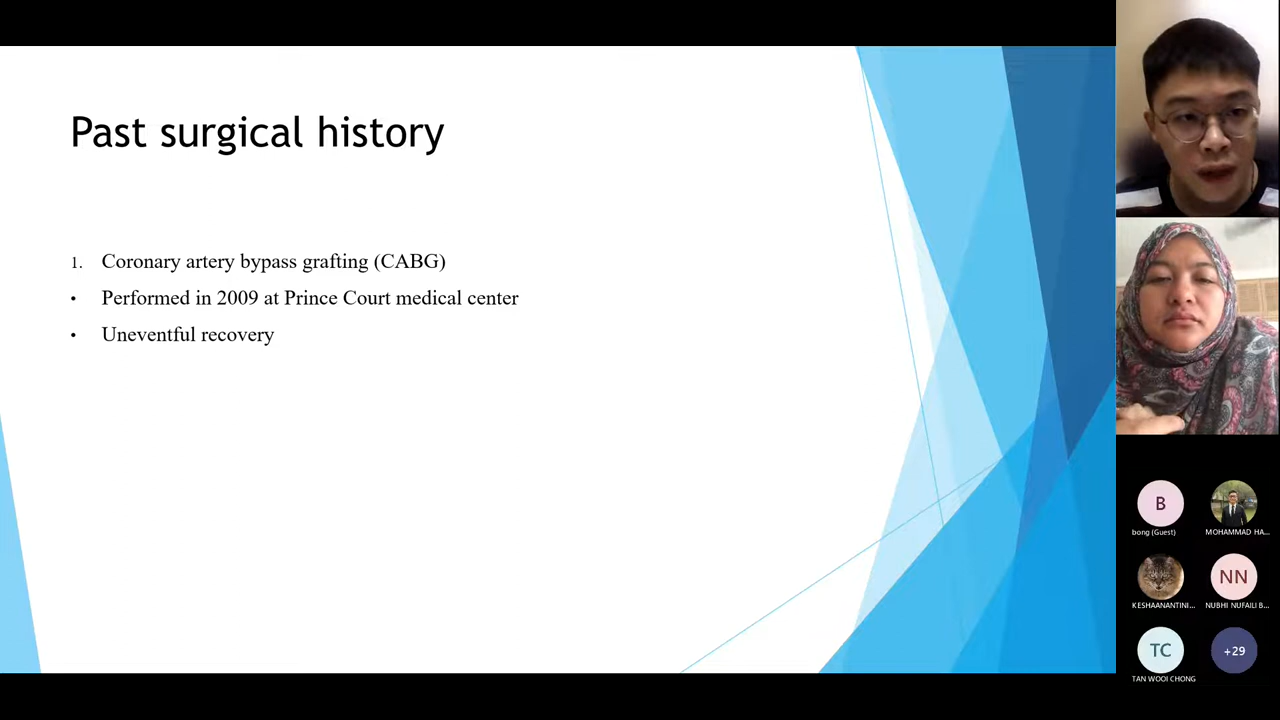 Past surgical history
1. Coronary artery bypass grafting (CABG)
• Performed in 2009 at Prince Court medical center
• Uneventful recovery
B
bong (Guest)
MOHAMMAD HA...
KESHAANANTINI...
NN
NUBHI NUFAILI B...
TC
TAN WOOI CHONG
+29